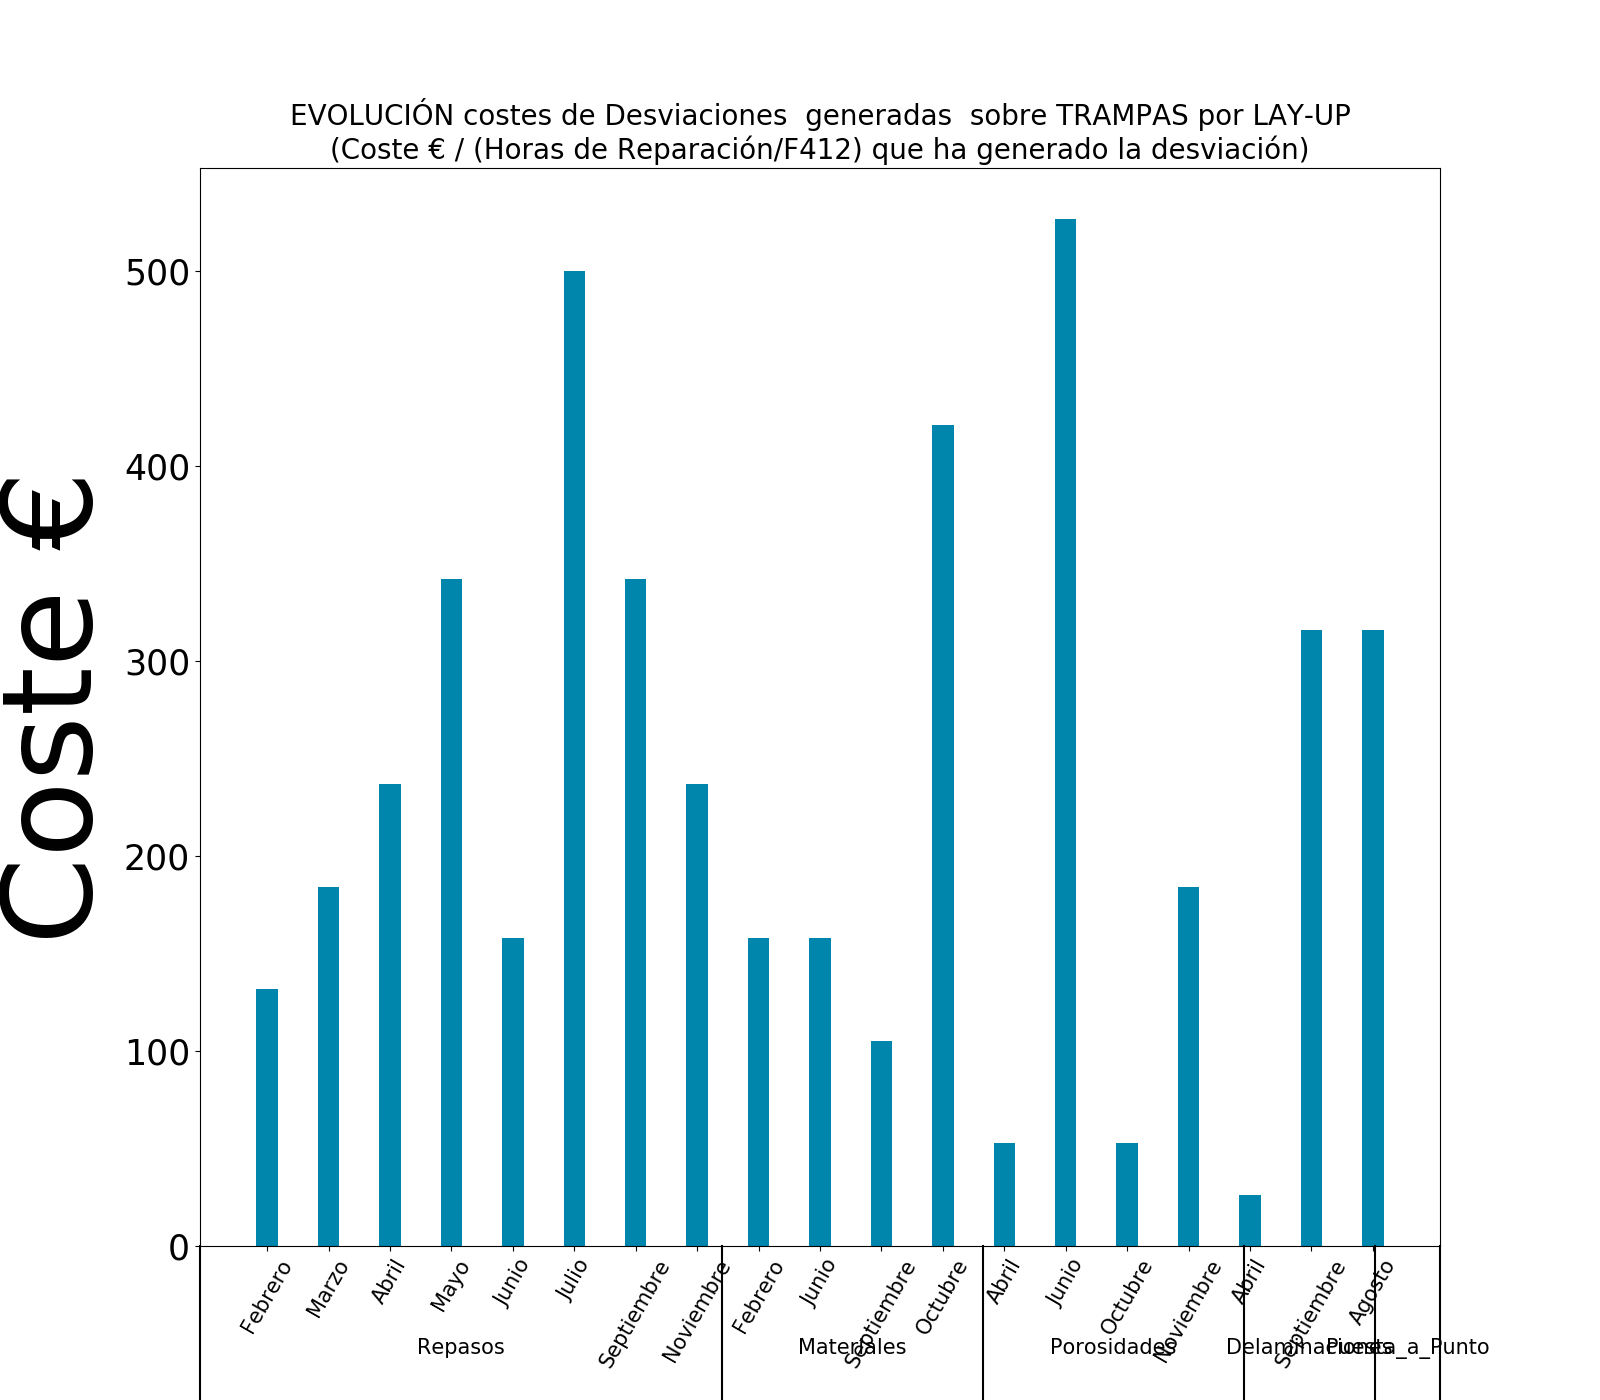 EVOLUCIÓN costes de Desviaciones  generadas  sobre TRAMPAS por LAY-UP
(Coste € / (Horas de Reparación/F412) que ha generado la desviación)
Coste €
500
400
300
200
100
0
Febrero
Marzo
Abril
Mayo
Junio
Julio
Septiembre
Noviembre
Febrero
Junio
Septiembre
Octubre
Abril
Junio
Octubre
Noviembre
Abril
Septiembre
Agosto
Repasos
Materiales
Porosidades
Delaminaciones
Puesta_a_Punto